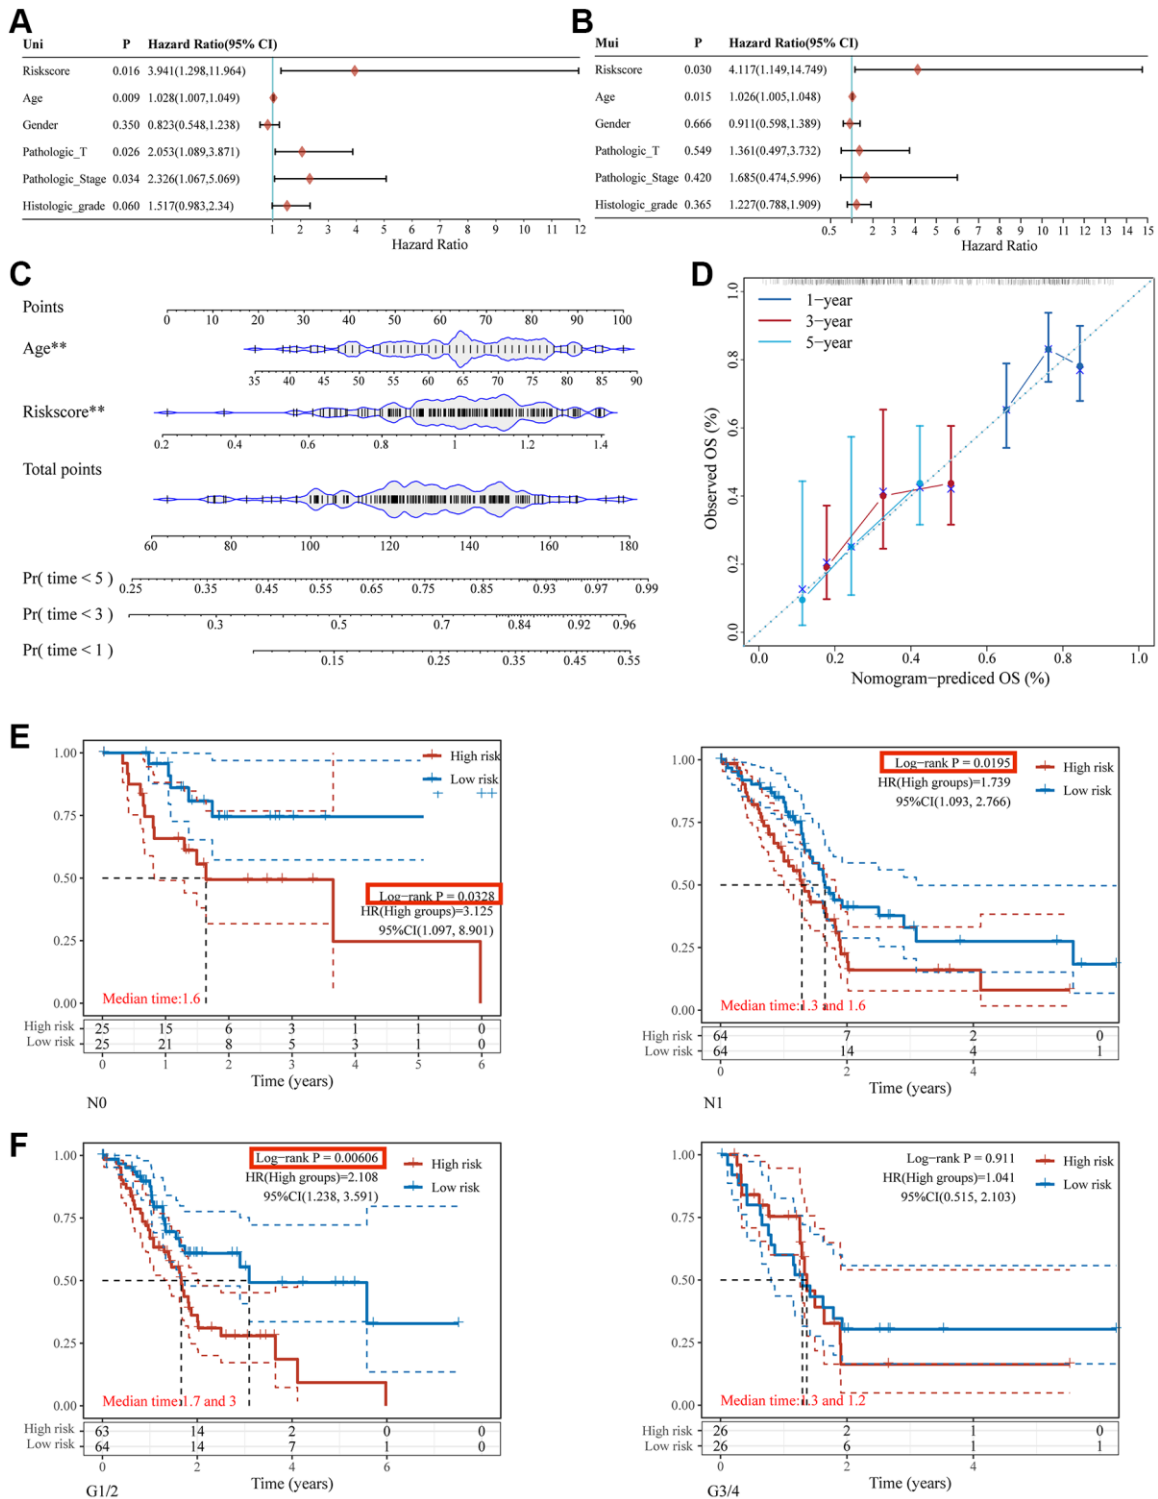 A
Uni P Hazard Ratio(95% CI)
Riskscore 0.016 3.941(1.298,11.964)
Age 0.009 1.028(1.007,1.049)
Gender 0.350 0.823(0.548,1.238)
Pathologic_T 0.026 2.053(1.089,3.871)
Pathologic_Stage 0.034 2.326(1.067,5.069)
Histologic_grade 0.060 1.517(0.983,2.34)
1 2 3 4 5 6 7 8 9 10 11 12
Hazard Ratio
B
Mui P Hazard Ratio(95% CI)
Riskscore 0.030 4.117(1.149,14.749)
Age 0.015 1.026(1.005,1.048)
Gender 0.666 0.911(0.598,1.389)
Pathologic_T 0.549 1.361(0.497,3.732)
Pathologic_Stage 0.420 1.685(0.474,5.996)
Histologic_grade 0.365 1.227(0.788,1.909)
0.5 1 2 3 4 5 6 7 8 9 10 11 12 13 14 15
Hazard Ratio
C
Points
0 10 20 30 40 50 60 70 80 90 100
Age**
35 40 45 50 55 60 65 70 75 80 85 90
Riskscore**
0.2 0.4 0.6 0.8 1 1.2 1.4
Total points
60 80 100 120 140 160 180
Pr( time < 5 )
0.25 0.35 0.45 0.55 0.65 0.75 0.85 0.93 0.97 0.99
Pr( time < 3 )
0.3 0.5 0.7 0.84 0.92 0.96
Pr( time < 1 )
0.15 0.25 0.35 0.45 0.55
D
1−year
3−year
5−year
Observed OS (%)
1.0
0.8
0.6
0.4
0.2
0.0
0.0 0.2 0.4 0.6 0.8 1.0
Nomogram−prediced OS (%)
E
1.00
0.75
0.50
0.25
0.00
High risk
Low risk
Log−rank P = 0.0328
HR(High groups)=3.125
95%CI(1.097, 8.901)
Median time:1.6
High risk 25 15 6 3 1 1 0
Low risk 25 21 8 5 3 1 0
0 1 2 3 4 5 6
Time (years)
N0
1.00
0.75
0.50
0.25
0.00
Log−rank P = 0.0195
HR(High groups)=1.739
95%CI(1.093, 2.766)
High risk
Low risk
Median time:1.3 and 1.6
High risk 64 7 2 0
Low risk 64 14 4 1
0 2 4
Time (years)
N1
F
1.00
0.75
0.50
0.25
0.00
Log−rank P = 0.00606
HR(High groups)=2.108
95%CI(1.238, 3.591)
High risk
Low risk
Median time:1.7 and 3
High risk 63 14 2 0 0
Low risk 64 14 7 1 0
0 2 4 6
Time (years)
G1/2
1.00
0.75
0.50
0.25
0.00
Log−rank P = 0.911
HR(High groups)=1.041
95%CI(0.515, 2.103)
High risk
Low risk
Median time:1.3 and 1.2
High risk 26 2 1 0
Low risk 26 6 1 1
0 2 4
Time (years)
G3/4